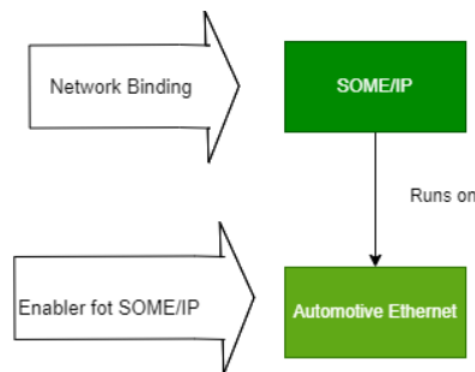 Network Binding
SOME/IP
Runs on
Enabler fot SOME/IP
Automotive Ethernet